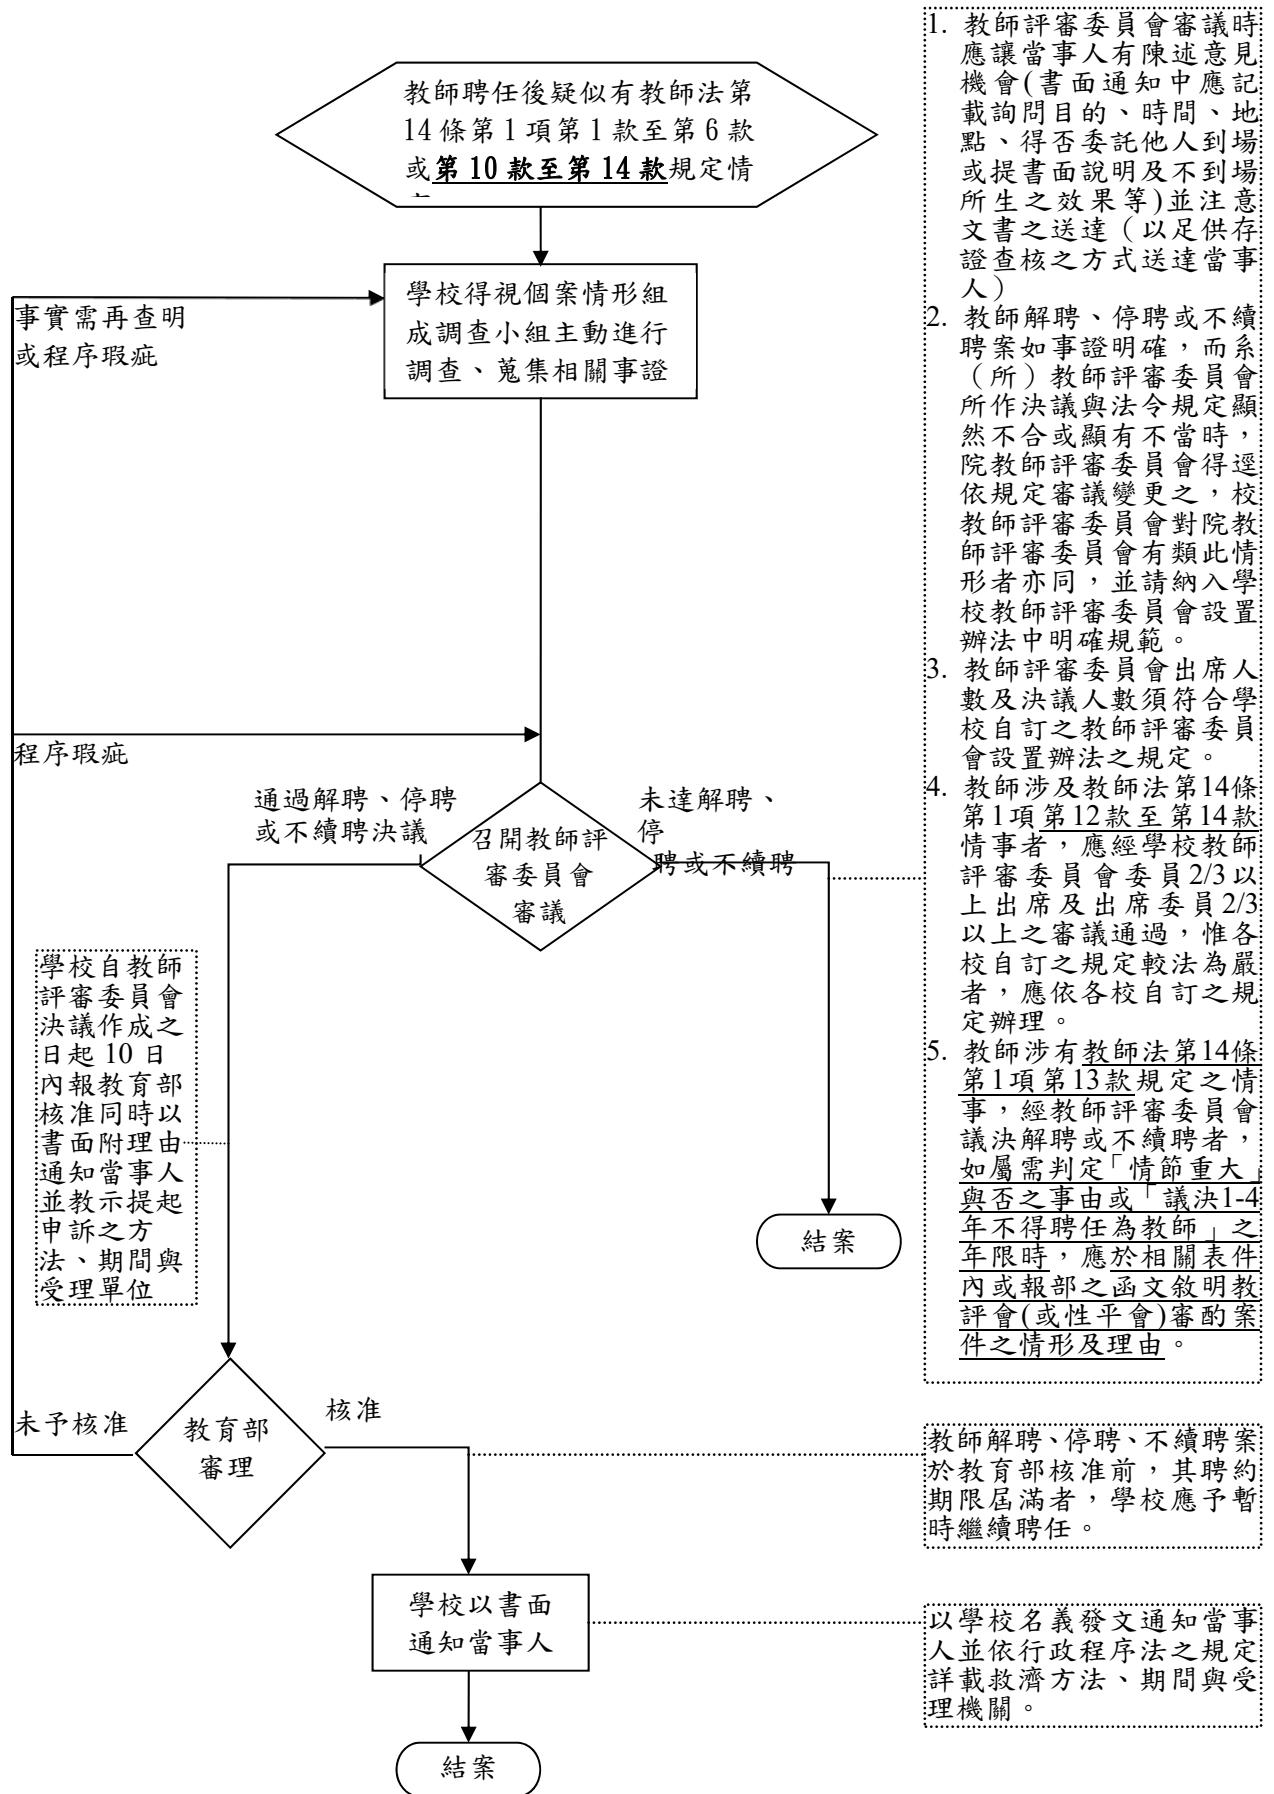 教師聘任後疑似有教師法第
14 條第 1 項第 1 款至第 6 款
或第 10 款至第 14 款規定情
學校得視個案情形組
成調查小組主動進行
調查、蒐集相關事證
事實需再查明
或程序瑕疵
程序瑕疵
通過解聘、停聘
或不續聘決議
未達解聘、
停
聘或不續聘
召開教師評
審委員會
審議
學校自教師
評審委員會
決議作成之
日起 10 日
內報教育部
核准同時以
書面附理由
通知當事人
並教示提起
申訴之方
法、期間與
受理單位
結案
教育部
審理
未予核准
核准
學校以書面
通知當事人
結案
1. 教師評審委員會審議時
應讓當事人有陳述意見
機會(書面通知中應記
載詢問目的、時間、地
點、得否委託他人到場
或提書面說明及不到場
所生之效果等)並注意
文書之送達（以足供存
證查核之方式送達當事
人）
2. 教師解聘、停聘或不續
聘案如事證明確，而系
（所）教師評審委員會
所作決議與法令規定顯
然不合或顯有不當時，
院教師評審委員會得逕
依規定審議變更之，校
教師評審委員會對院教
師評審委員會有類此情
形者亦同，並請納入學
校教師評審委員會設置
辦法中明確規範。
3. 教師評審委員會出席人
數及決議人數須符合學
校自訂之教師評審委員
會設置辦法之規定。
4. 教師涉及教師法第14條
第1項第12款至第14款
情事者，應經學校教師
評審委員會委員2/3以
上出席及出席委員2/3
以上之審議通過，惟各
校自訂之規定較法為嚴
者，應依各校自訂之規
定辦理。
5. 教師涉有教師法第14條
第1項第13款規定之情
事，經教師評審委員會
議決解聘或不續聘者，
如屬需判定「情節重大」
與否之事由或「議決1-4
年不得聘任為教師」之
年限時，應於相關表件
內或報部之函文敘明教
評會(或性平會)審酌案
件之情形及理由。
教師解聘、停聘、不續聘案
於教育部核准前，其聘約
期限屆滿者，學校應予暫
時繼續聘任。
以學校名義發文通知當事
人並依行政程序法之規定
詳載救濟方法、期間與受
理機關。